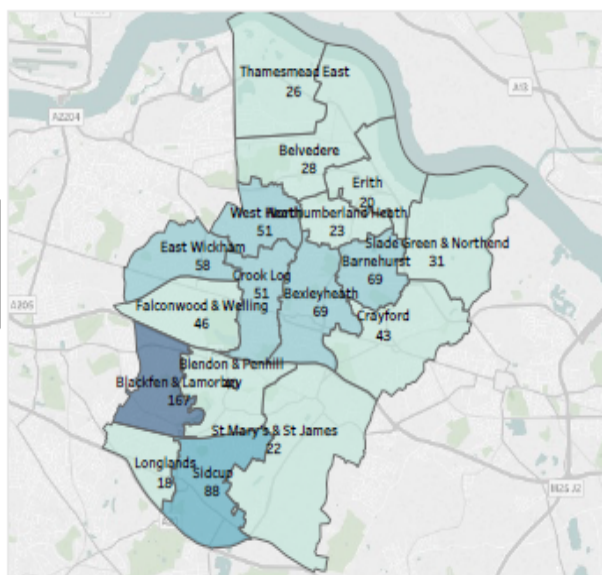 A13
A2204
Thamesmead East
26
Belvedere
28
Erith
20
West Heath
51
Northumberland Heath
23
Slade Green & Northend
31
East Wickham
58
Crook Log
51
Barnehurst
69
Bexleyheath
69
A205
Falconwood & Welling
46
Crayford
43
Blendon & Penhill
Blackfen & Lamorbey
167
St Mary's & St James
22
Longlands
18
Sidcup
88
M25 J2